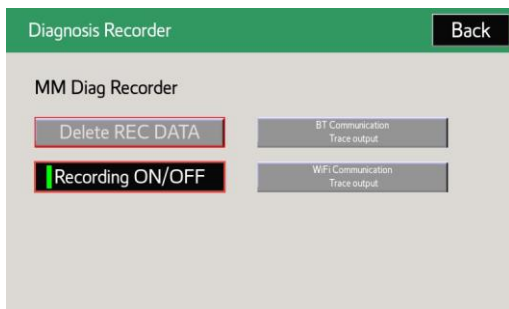 Diagnosis Recorder
Back
MM Diag Recorder
Delete REC DATA
BT Communication
Trace output
Recording ON/OFF
WiFi Communication
Trace output